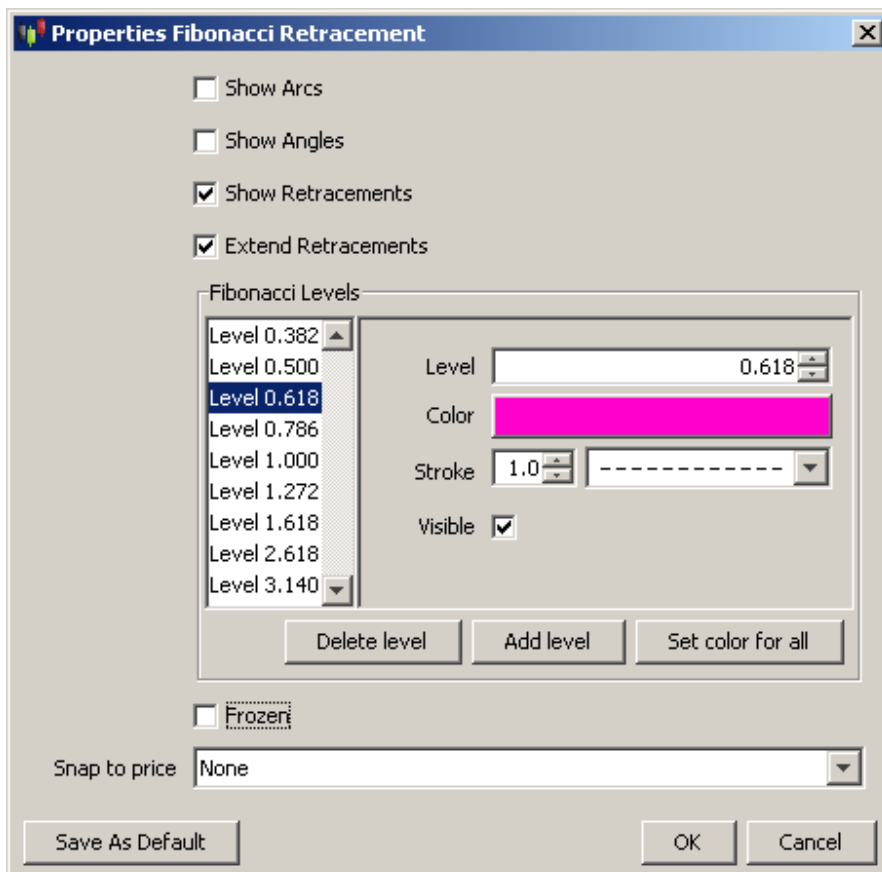 Properties Fibonacci Retracement
Show Arcs
Show Angles
Show Retracements
Extend Retracements
Fibonacci Levels
Level 0.382
Level 0.500
Level 0.618
Level 0.786
Level 1.000
Level 1.272
Level 1.618
Level 2.618
Level 3.140
Level 0.618
Color
Stroke 1.0
Visible
Delete level Add level Set color for all
Frozen
Snap to price None
Save As Default OK Cancel